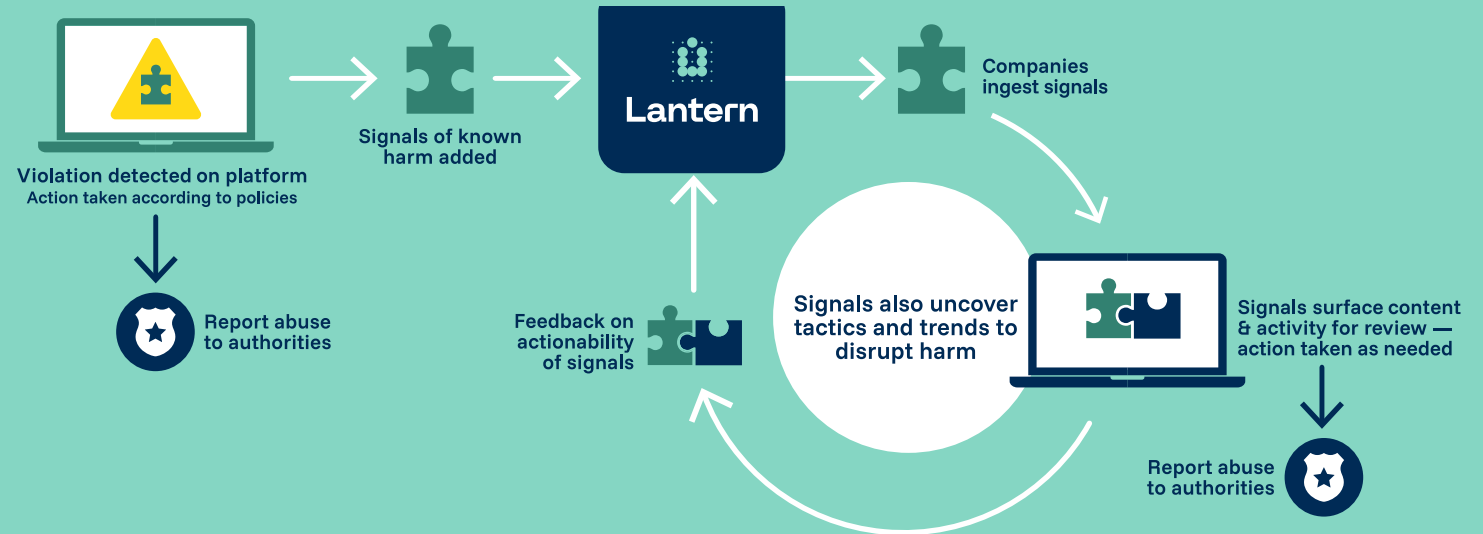 Violation detected on platform
Action taken according to policies
Report abuse
to authorities
Signals of known
harm added
Lantern
Companies
ingest signals
Signals also uncover
tactics and trends to
disrupt harm
Signals surface content
& activity for review —
action taken as needed
Report abuse
to authorities
Feedback on
actionability
of signals